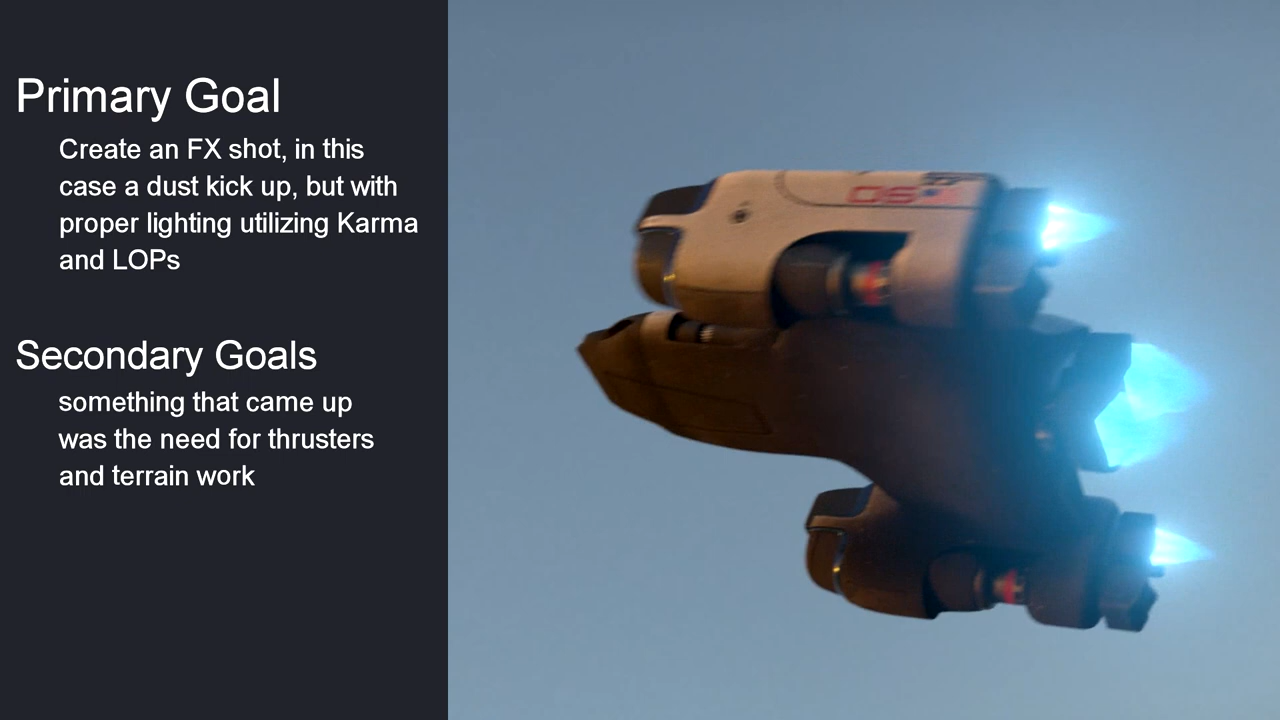 Primary Goal
Create an FX shot, in this
case a dust kick up, but with
proper lighting utilizing Karma
and LOPs
Secondary Goals
something that came up
was the need for thrusters
and terrain work